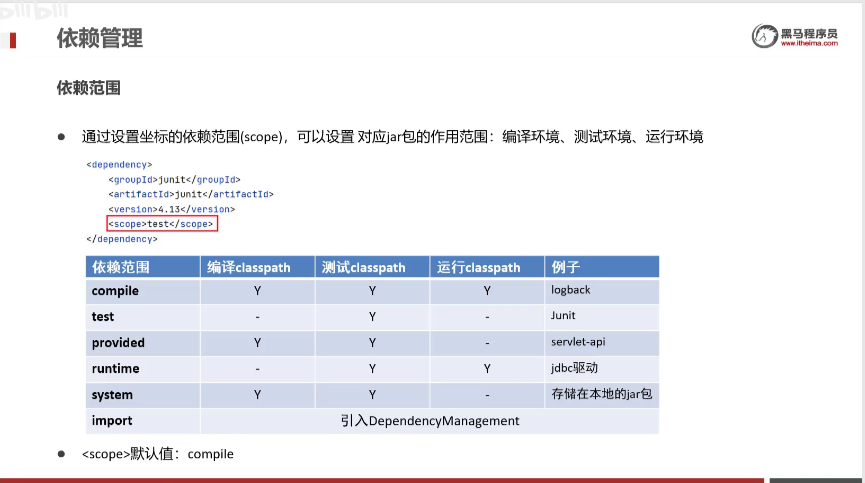 依赖管理
黑马程序员
www.itheima.com
依赖范围
● 通过设置坐标的依赖范围(scope)，可以设置 对应jar包的作用范围：编译环境、测试环境、运行环境
<dependency>
<groupId>junit</groupId>
<artifactId>junit</artifactId>
<version>4.13</version>
<scope>test</scope>
</dependency>
依赖范围 编译classpath 测试classpath 运行classpath 例子
compile Y Y Y logback
test - Y - Junit
provided Y Y - servlet-api
runtime - Y Y jdbc驱动
system Y Y - 存储在本地的jar包
import 引入DependencyManagement
● <scope>默认值：compile